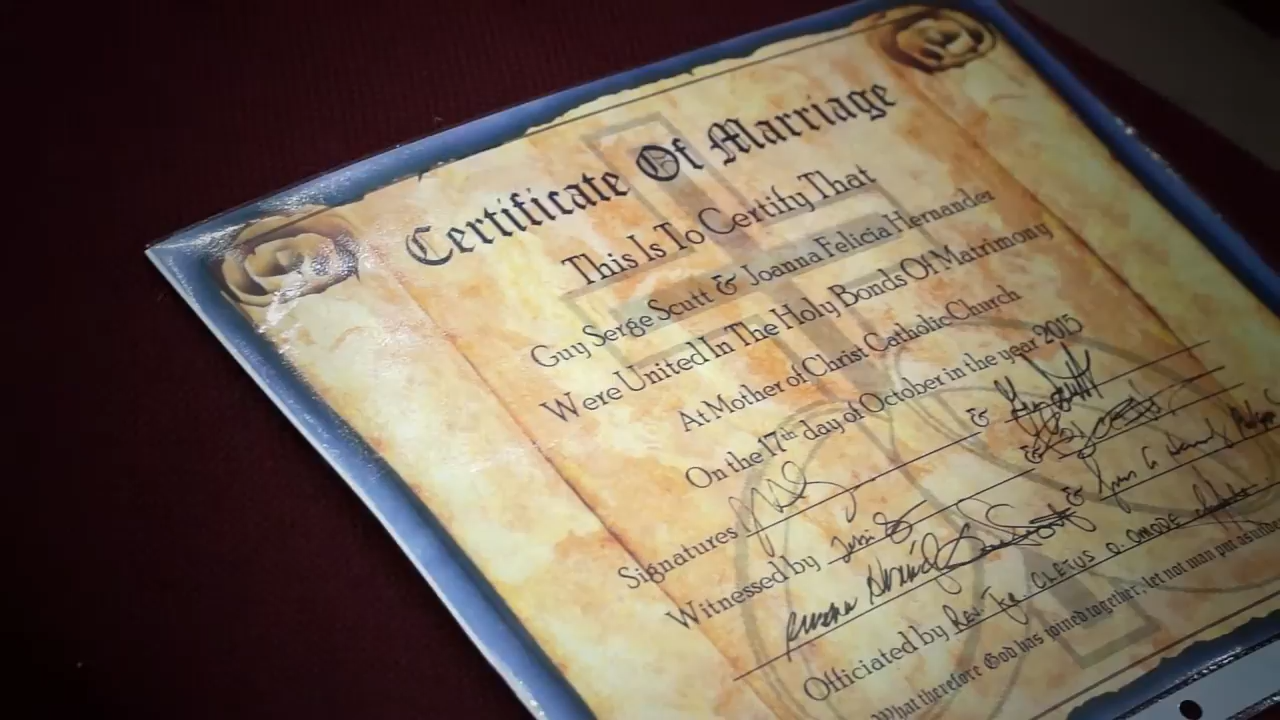 Certificate Of Marriage
This Is To Certify That
Guy Serge Scutt & Joanna Felicia Hernander
Were United In The Holy Bonds Of Matrimony
At Mother of Christ Catholic Church
On the 17th day of October in the year 2015
Signatures &
Witnessed by &
&
Officiated by Rev. Fr. CLETUS O. OMODE
What therefore God has joined together, let not man put asunder